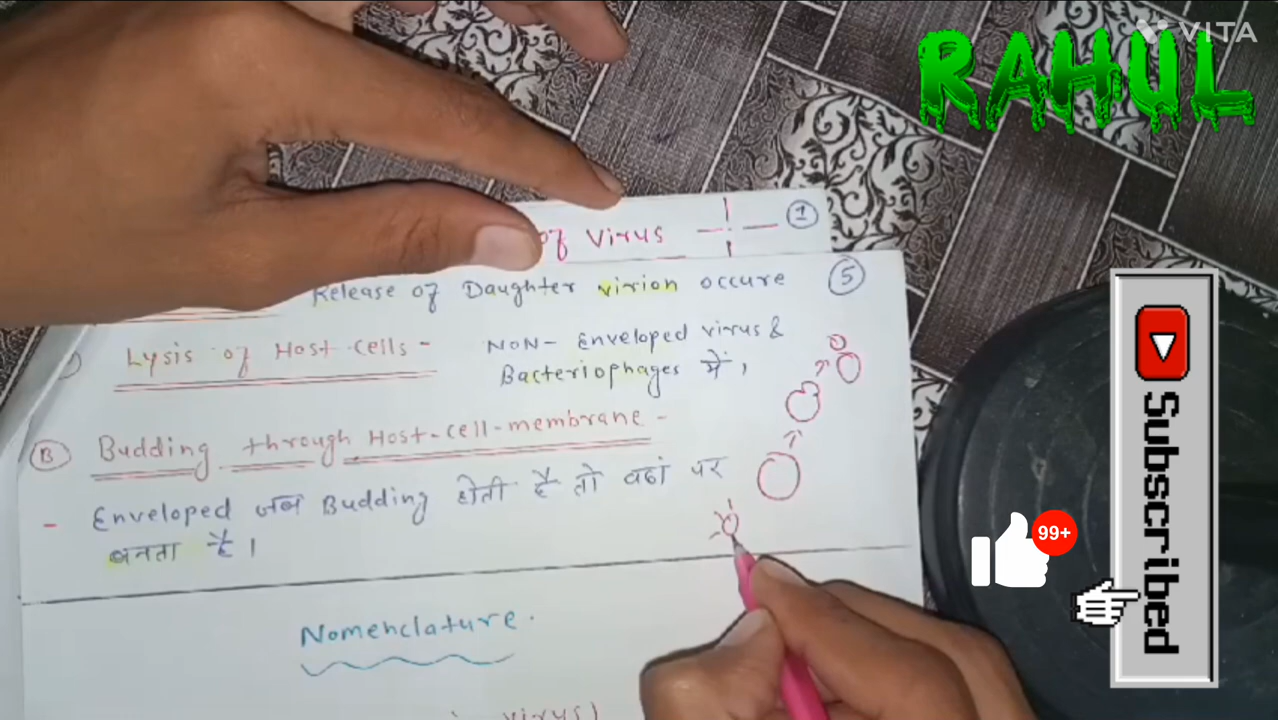 VITA
RAHUL
of Virus
1
Release of Daughter virion occure
5
Lysis of Host cells -
NON- Enveloped virus &
Bacteriophages में,
B Budding through Host-cell-membrane -
- Enveloped जब Budding होती है तो वहां पर
बनता है।
Nomenclature.
virus)
Subscribed
99+